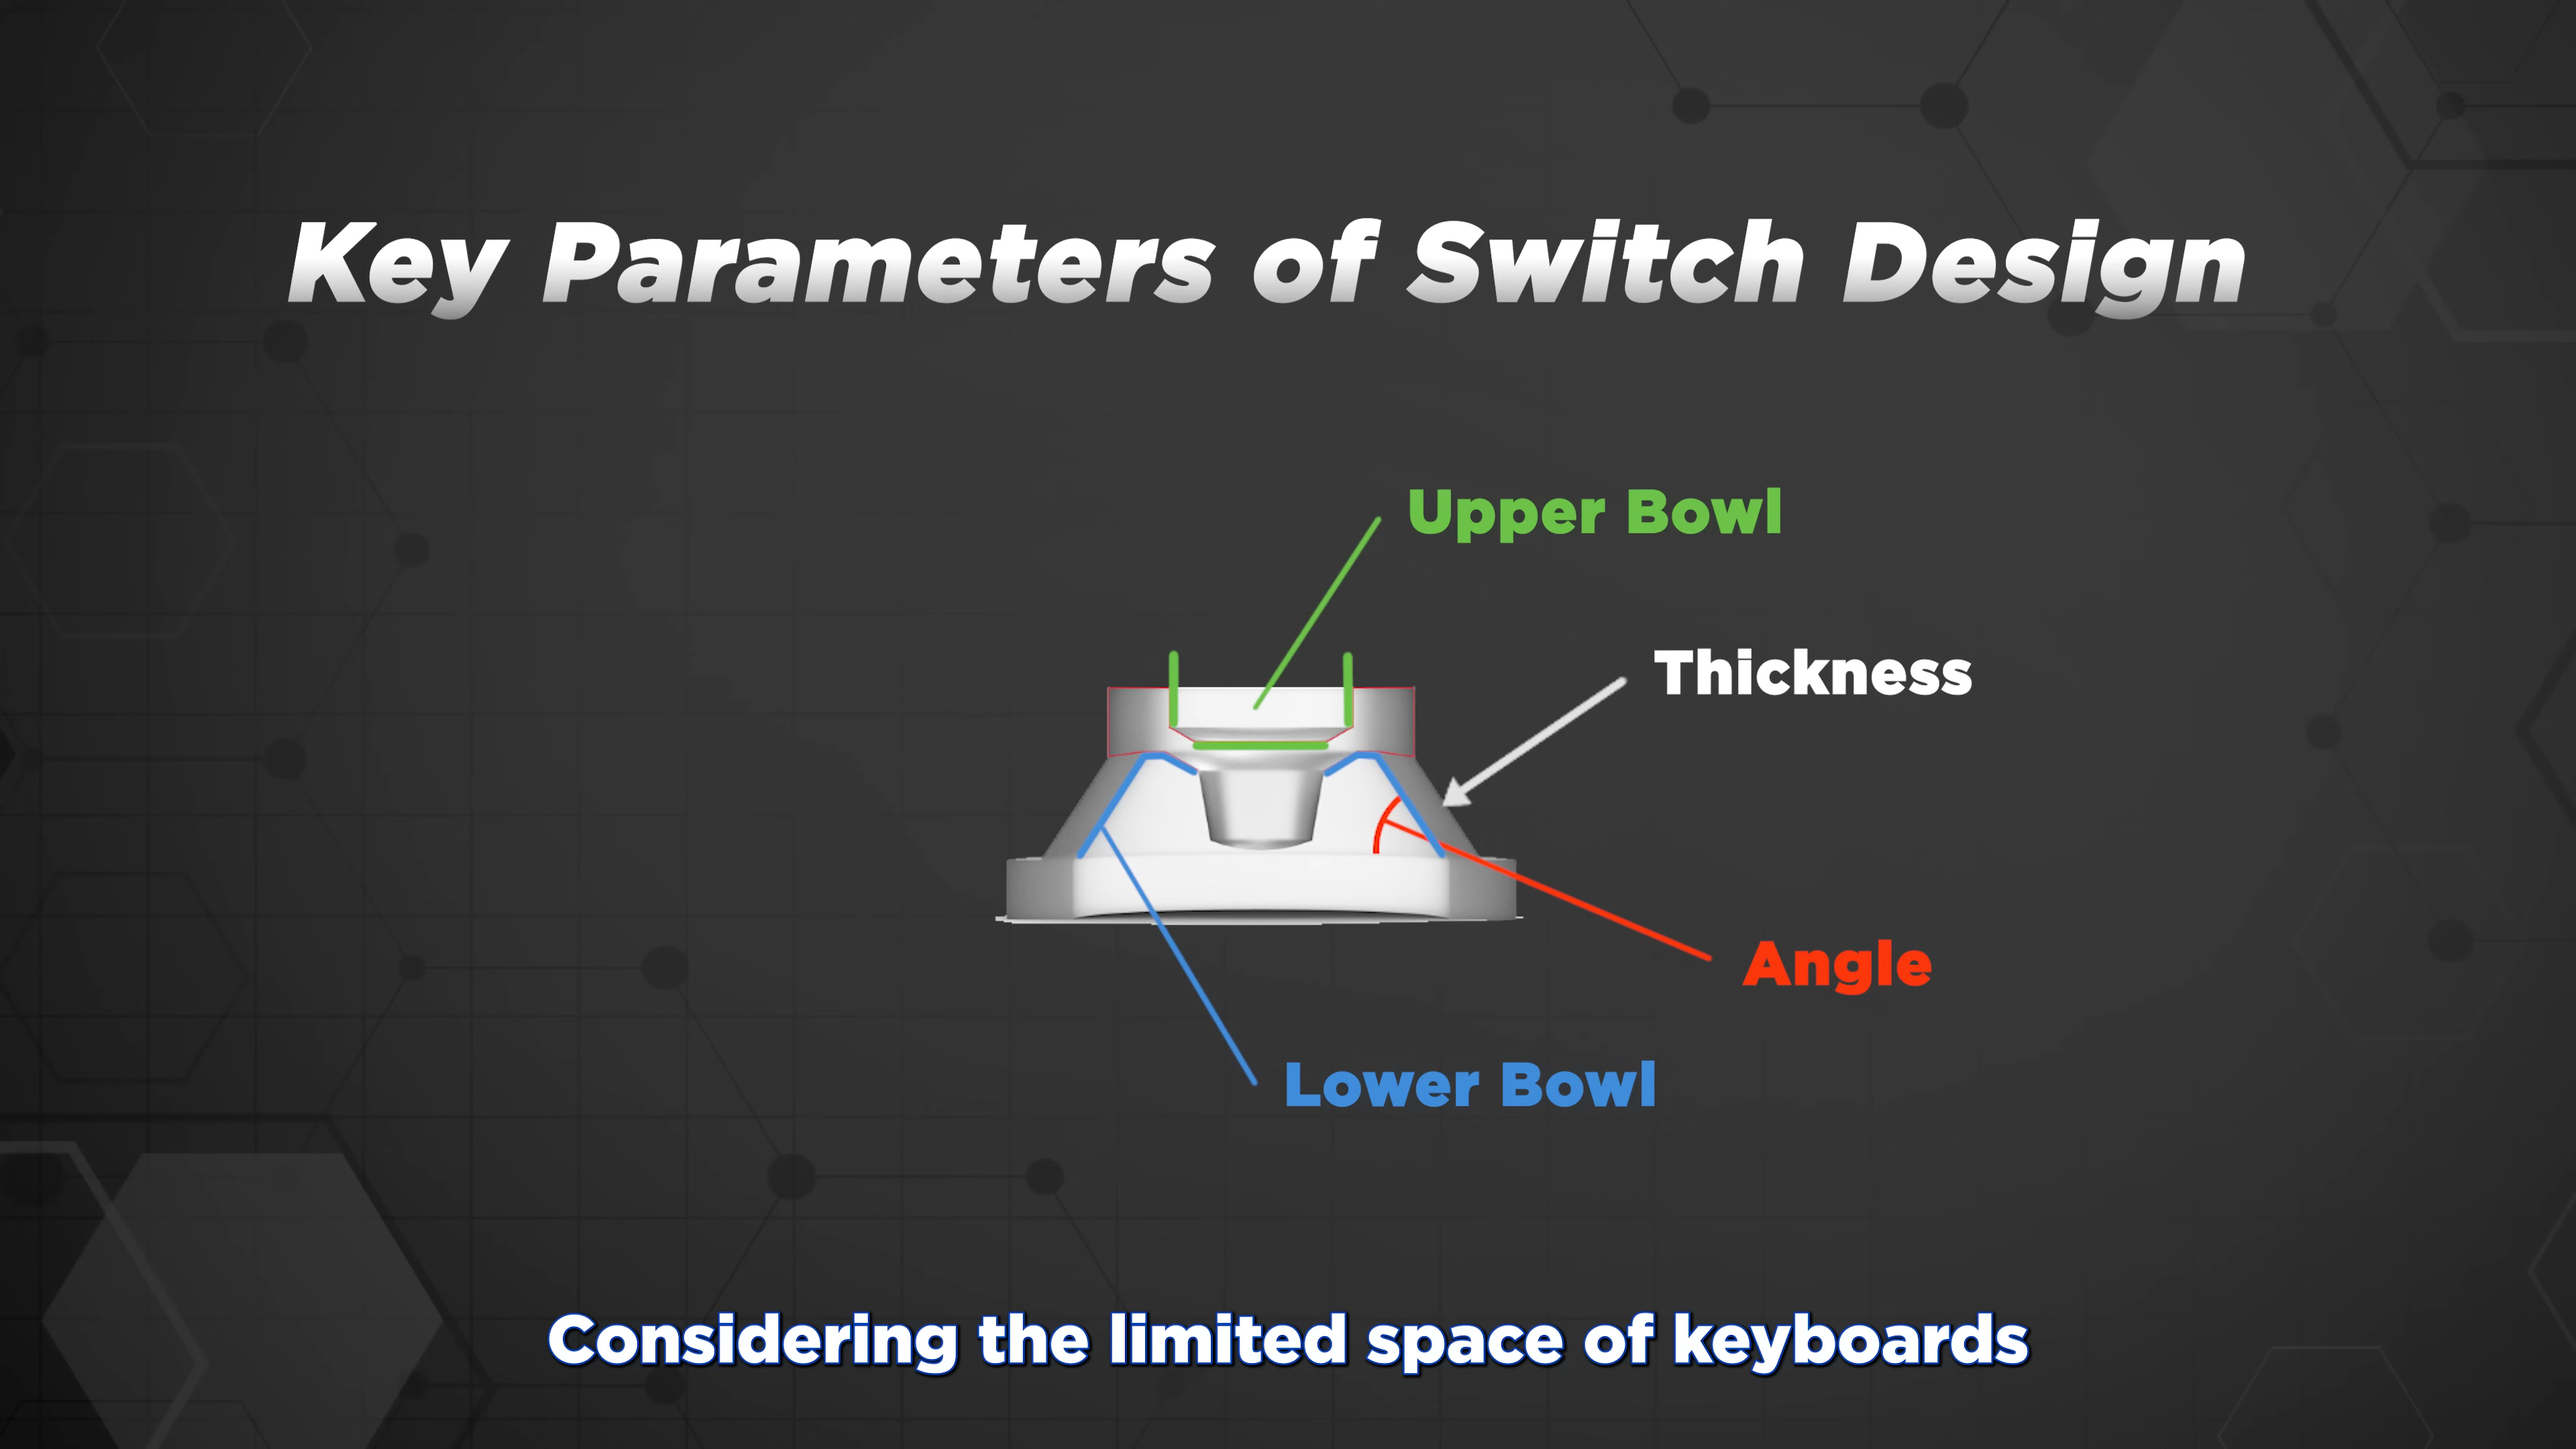 Key Parameters of Switch Design
Upper Bowl
Thickness
Angle
Lower Bowl
Considering the limited space of keyboards